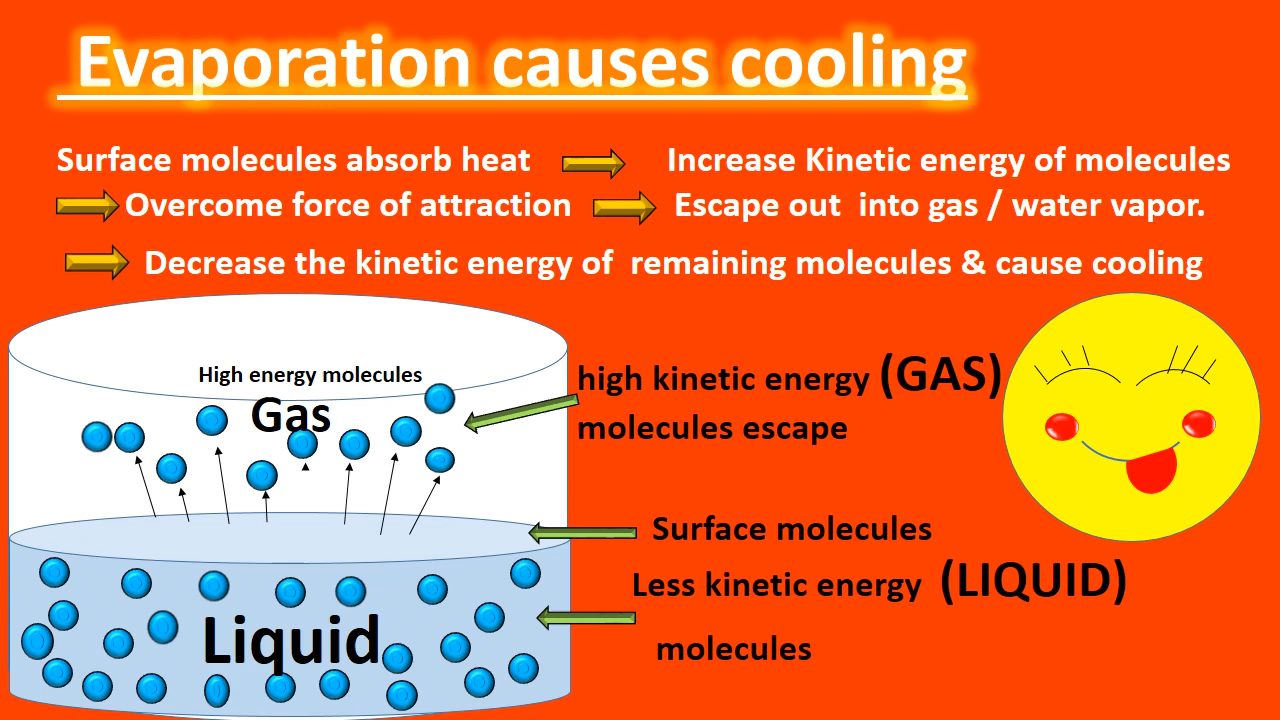 Evaporation causes cooling
Surface molecules absorb heat Increase Kinetic energy of molecules
Overcome force of attraction Escape out into gas / water vapor.
Decrease the kinetic energy of remaining molecules & cause cooling
High energy molecules
Gas
high kinetic energy (GAS)
molecules escape
Surface molecules
Less kinetic energy (LIQUID)
molecules
Liquid